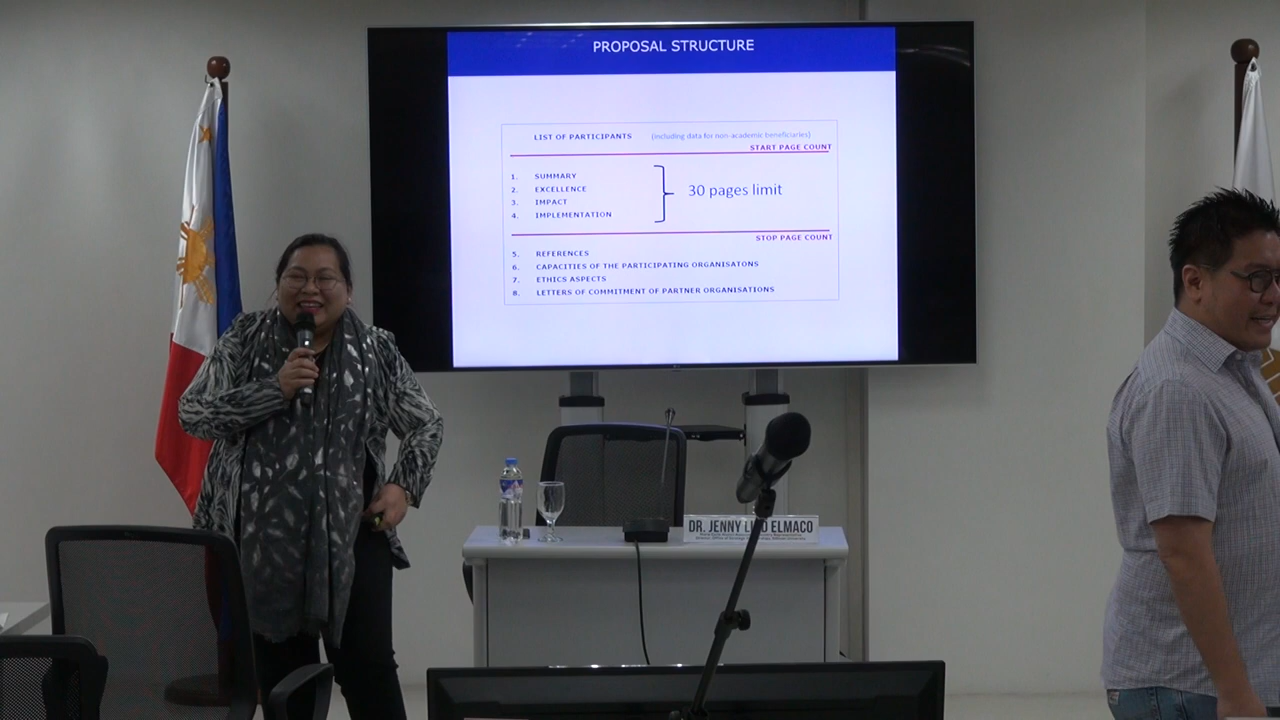 PROPOSAL STRUCTURE
LIST OF PARTICIPANTS (including data for non-academic beneficiaries)
START PAGE COUNT
1. SUMMARY
2. EXCELLENCE
3. IMPACT
4. IMPLEMENTATION
30 pages limit
STOP PAGE COUNT
5. REFERENCES
6. CAPACITIES OF THE PARTICIPATING ORGANISATONS
7. ETHICS ASPECTS
8. LETTERS OF COMMITMENT OF PARTNER ORGANISATIONS
DR. JENNY ELMACO